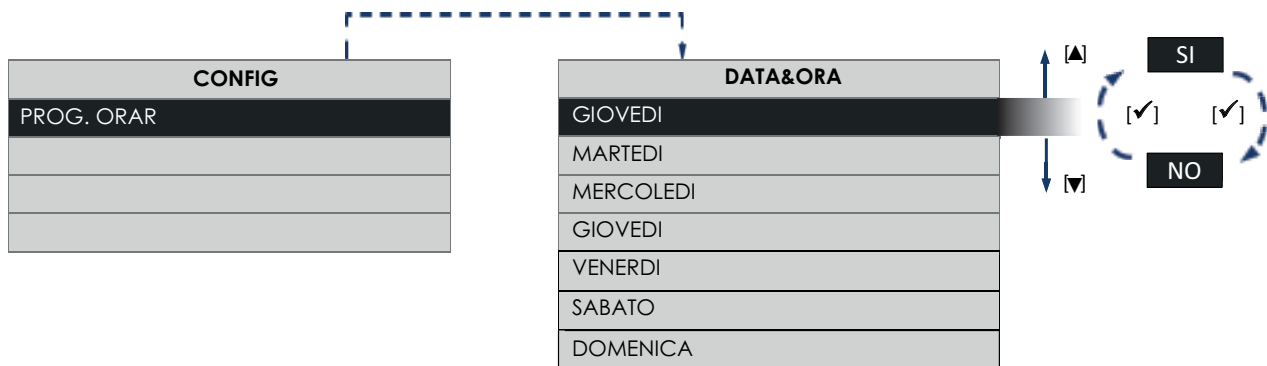 CONFIG
PROG. ORAR
DATA&ORA
GIOVEDI
MARTEDI
MERCOLEDI
GIOVEDI
VENERDI
SABATO
DOMENICA
[▲]
[▼]
SI
[✓] [✓]
NO